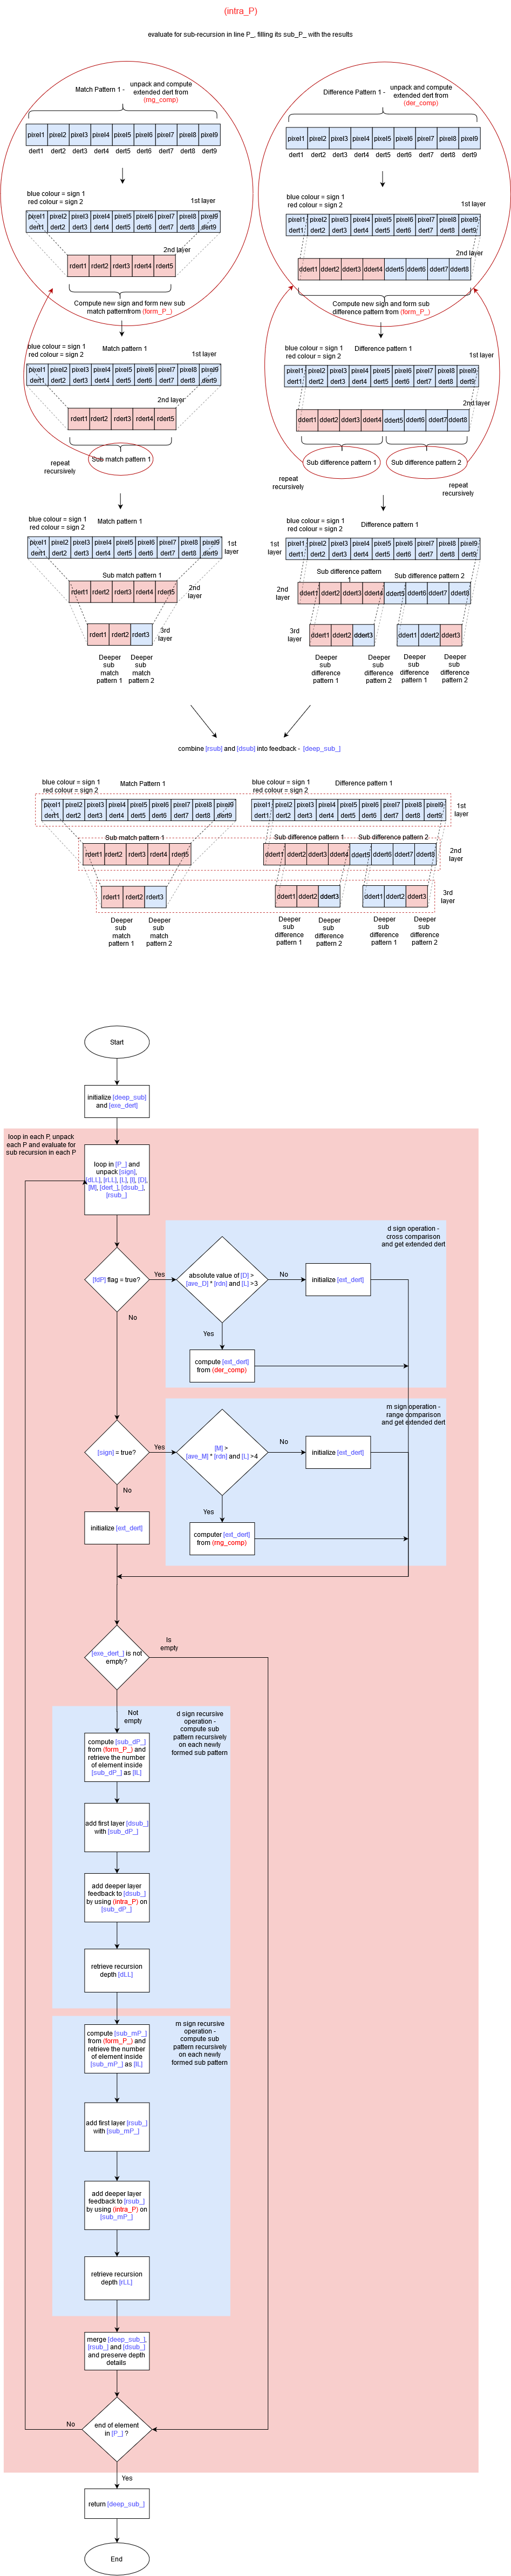 (intra_P)
evaluate for sub-recursion in line P_, filling its sub_P_ with the results
Match Pattern 1 -
unpack and compute
extended dert from
(rng_comp)
pixel1 pixel2 pixel3 pixel4 pixel5 pixel6 pixel7 pixel8 pixel9
dert1 dert2 dert3 dert4 dert5 dert6 dert7 dert8 dert9
blue colour = sign 1
red colour = sign 2
1st layer
pixel1 pixel2 pixel3 pixel4 pixel5 pixel6 pixel7 pixel8 pixel9
dert1 dert2 dert3 dert4 dert5 dert6 dert7 dert8 dert9
2nd layer
rdert1 rdert2 rdert3 rdert4 rdert5
Compute new sign and form new sub
match patternfrom (form_P_)
Difference Pattern 1 -
unpack and compute
extended dert from
(der_comp)
pixel1 pixel2 pixel3 pixel4 pixel5 pixel6 pixel7 pixel8 pixel9
dert1 dert2 dert3 dert4 dert5 dert6 dert7 dert8 dert9
blue colour = sign 1
red colour = sign 2
1st layer
pixel1 pixel2 pixel3 pixel4 pixel5 pixel6 pixel7 pixel8 pixel9
dert1 dert2 dert3 dert4 dert5 dert6 dert7 dert8 dert9
2nd layer
ddert1 ddert2 ddert3 ddert4 ddert5 ddert6 ddert7 ddert8
Compute new sign and form sub
difference pattern from (form_P_)
blue colour = sign 1
red colour = sign 2
Match pattern 1
1st layer
pixel1 pixel2 pixel3 pixel4 pixel5 pixel6 pixel7 pixel8 pixel9
dert1 dert2 dert3 dert4 dert5 dert6 dert7 dert8 dert9
2nd layer
rdert1 rdert2 rdert3 rdert4 rdert5
Sub match pattern 1
repeat
recursively
blue colour = sign 1
red colour = sign 2
Difference pattern 1
1st layer
pixel1 pixel2 pixel3 pixel4 pixel5 pixel6 pixel7 pixel8 pixel9
dert1 dert2 dert3 dert4 dert5 dert6 dert7 dert8 dert9
2nd layer
ddert1 ddert2 ddert3 ddert4 ddert5 ddert6 ddert7 ddert8
Sub difference pattern 1
Sub difference pattern 2
repeat
recursively
repeat
recursively
blue colour = sign 1
red colour = sign 2
Match pattern 1
pixel1 pixel2 pixel3 pixel4 pixel5 pixel6 pixel7 pixel8 pixel9
dert1 dert2 dert3 dert4 dert5 dert6 dert7 dert8 dert9
1st
layer
Sub match pattern 1
rdert1 rdert2 rdert3 rdert4 rdert5
2nd
layer
rdert1 rdert2 rdert3
3rd
layer
Deeper
sub
match
pattern 1
Deeper
sub
match
pattern 2
blue colour = sign 1
red colour = sign 2
Difference pattern 1
1st
layer
pixel1 pixel2 pixel3 pixel4 pixel5 pixel6 pixel7 pixel8 pixel9
dert1 dert2 dert3 dert4 dert5 dert6 dert7 dert8 dert9
Sub difference pattern
1
Sub difference pattern 2
2nd
layer
ddert1 ddert2 ddert3 ddert4 ddert5 ddert6 ddert7 ddert8
3rd
layer
ddert1 ddert2 ddert3
ddert1 ddert2 ddert3
Deeper
sub
difference
pattern 1
Deeper
sub
difference
pattern 2
Deeper
sub
difference
pattern 1
Deeper
sub
difference
pattern 2
combine [rsub] and [dsub] into feedback - [deep_sub_]
blue colour = sign 1
red colour = sign 2
Match Pattern 1
blue colour = sign 1
red colour = sign 2
Difference pattern 1
pixel1 pixel2 pixel3 pixel4 pixel5 pixel6 pixel7 pixel8 pixel9
dert1 dert2 dert3 dert4 dert5 dert6 dert7 dert8 dert9
pixel1 pixel2 pixel3 pixel4 pixel5 pixel6 pixel7 pixel8 pixel9
dert1 dert2 dert3 dert4 dert5 dert6 dert7 dert8 dert9
1st
layer
Sub match pattern 1
Sub difference pattern 1
Sub difference pattern 2
rdert1 rdert2 rdert3 rdert4 rdert5
ddert1 ddert2 ddert3 ddert4 ddert5 ddert6 ddert7 ddert8
2nd
layer
rdert1 rdert2 rdert3
ddert1 ddert2 ddert3
ddert1 ddert2 ddert3
3rd
layer
Deeper
sub
match
pattern 1
Deeper
sub
match
pattern 2
Deeper
sub
difference
pattern 1
Deeper
sub
difference
pattern 2
Deeper
sub
difference
pattern 1
Deeper
sub
difference
pattern 2
Start
initialize [deep_sub]
and [exe_dert]
loop in each P, unpack
each P and evaluate for
sub recursion in each P
loop in [P_] and
unpack [sign],
[dLL], [rLL], [L], [I], [D],
[M], [dert_], [dsub_],
[rsub_]
d sign operation -
cross comparison
and get extended dert
[fdP] flag = true?
Yes
No
absolute value of [D] >
[ave_D] * [rdn] and [L] >3
No
Yes
initialize [ext_dert]
compute [ext_dert]
from (der_comp)
m sign operation -
range comparison
and get extended dert
[sign] = true?
Yes
No
[M] >
[ave_M] * [rdn] and [L] >4
No
Yes
initialize [ext_dert]
initialize [ext_dert]
computer [ext_dert]
from (rng_comp)
[exe_dert_] is not
empty?
Is
empty
Not
empty
d sign recursive
operation -
compute sub
pattern recursively
on each newly
formed sub pattern
compute [sub_dP_]
from (form_P_) and
retrieve the number
of element inside
[sub_dP_] as [lL]
add first layer [dsub_]
with [sub_dP_]
add deeper layer
feedback to [dsub_]
by using (intra_P) on
[sub_dP_]
retrieve recursion
depth [dLL]
m sign recursive
operation -
compute sub
pattern recursively
on each newly
formed sub pattern
compute [sub_mP_]
from (form_P_) and
retrieve the number
of element inside
[sub_mP_] as [lL]
add first layer [rsub_]
with [sub_mP_]
add deeper layer
feedback to [rsub_]
by using (intra_P) on
[sub_mP_]
retrieve recursion
depth [rLL]
merge [deep_sub_],
[rsub_] and [dsub_]
and preserve depth
details
end of element
in [P_] ?
No
Yes
return [deep_sub_]
End